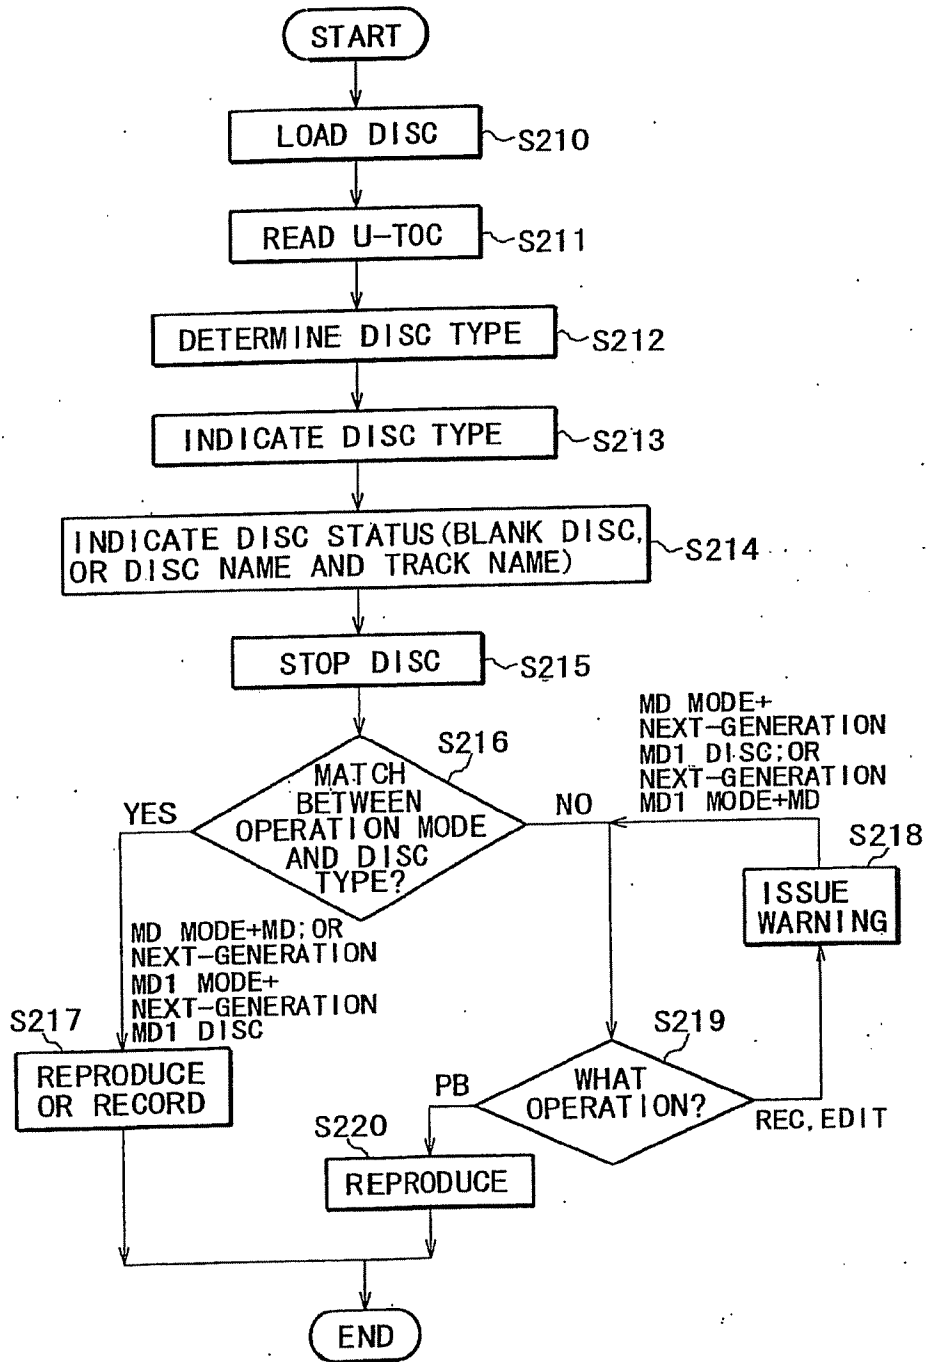 START
LOAD DISC
S210
READ U-TOC
S211
DETERMINE DISC TYPE
S212
INDICATE DISC TYPE
S213
INDICATE DISC STATUS(BLANK DISC,
OR DISC NAME AND TRACK NAME)
S214
STOP DISC
S215
S216
MATCH
BETWEEN
OPERATION MODE
AND DISC
TYPE?
YES
NO
MD MODE+
NEXT-GENERATION
MD1 DISC;OR
NEXT-GENERATION
MD1 MODE+MD
S218
ISSUE
WARNING
MD MODE+MD;OR
NEXT-GENERATION
MD1 MODE+
NEXT-GENERATION
MD1 DISC
S217
REPRODUCE
OR RECORD
S219
WHAT
OPERATION?
PB
REC,EDIT
S220
REPRODUCE
END